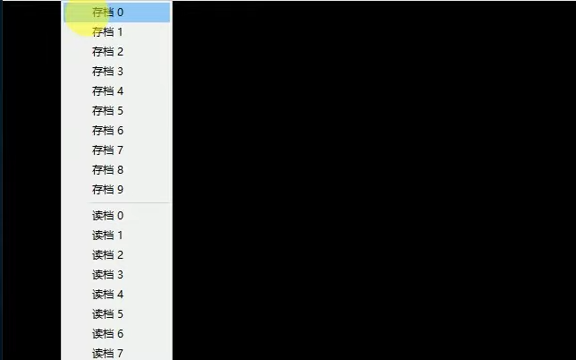 存档 0
存档 1
存档 2
存档 3
存档 4
存档 5
存档 6
存档 7
存档 8
存档 9
读档 0
读档 1
读档 2
读档 3
读档 4
读档 5
读档 6
读档 7